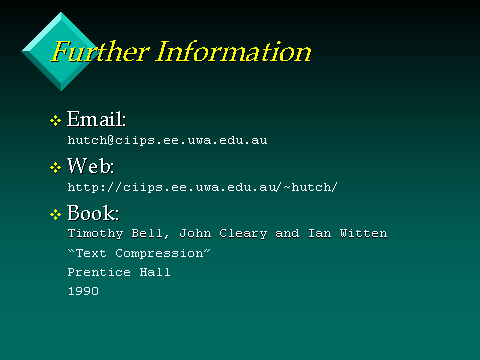 Further Information
Email:
hutch@ciips.ee.uwa.edu.au
Web:
http://ciips.ee.uwa.edu.au/~hutch/
Book:
Timothy Bell, John Cleary and Ian Witten
“Text Compression”
Prentice Hall
1990